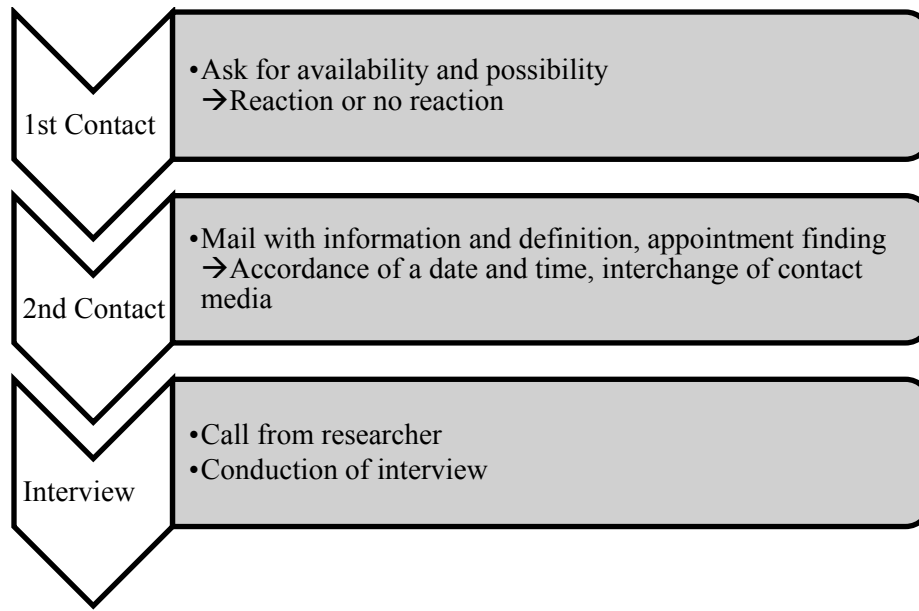 1st Contact
•Ask for availability and possibility
→Reaction or no reaction
2nd Contact
•Mail with information and definition, appointment finding
→Accordance of a date and time, interchange of contact
media
Interview
•Call from researcher
•Conduction of interview